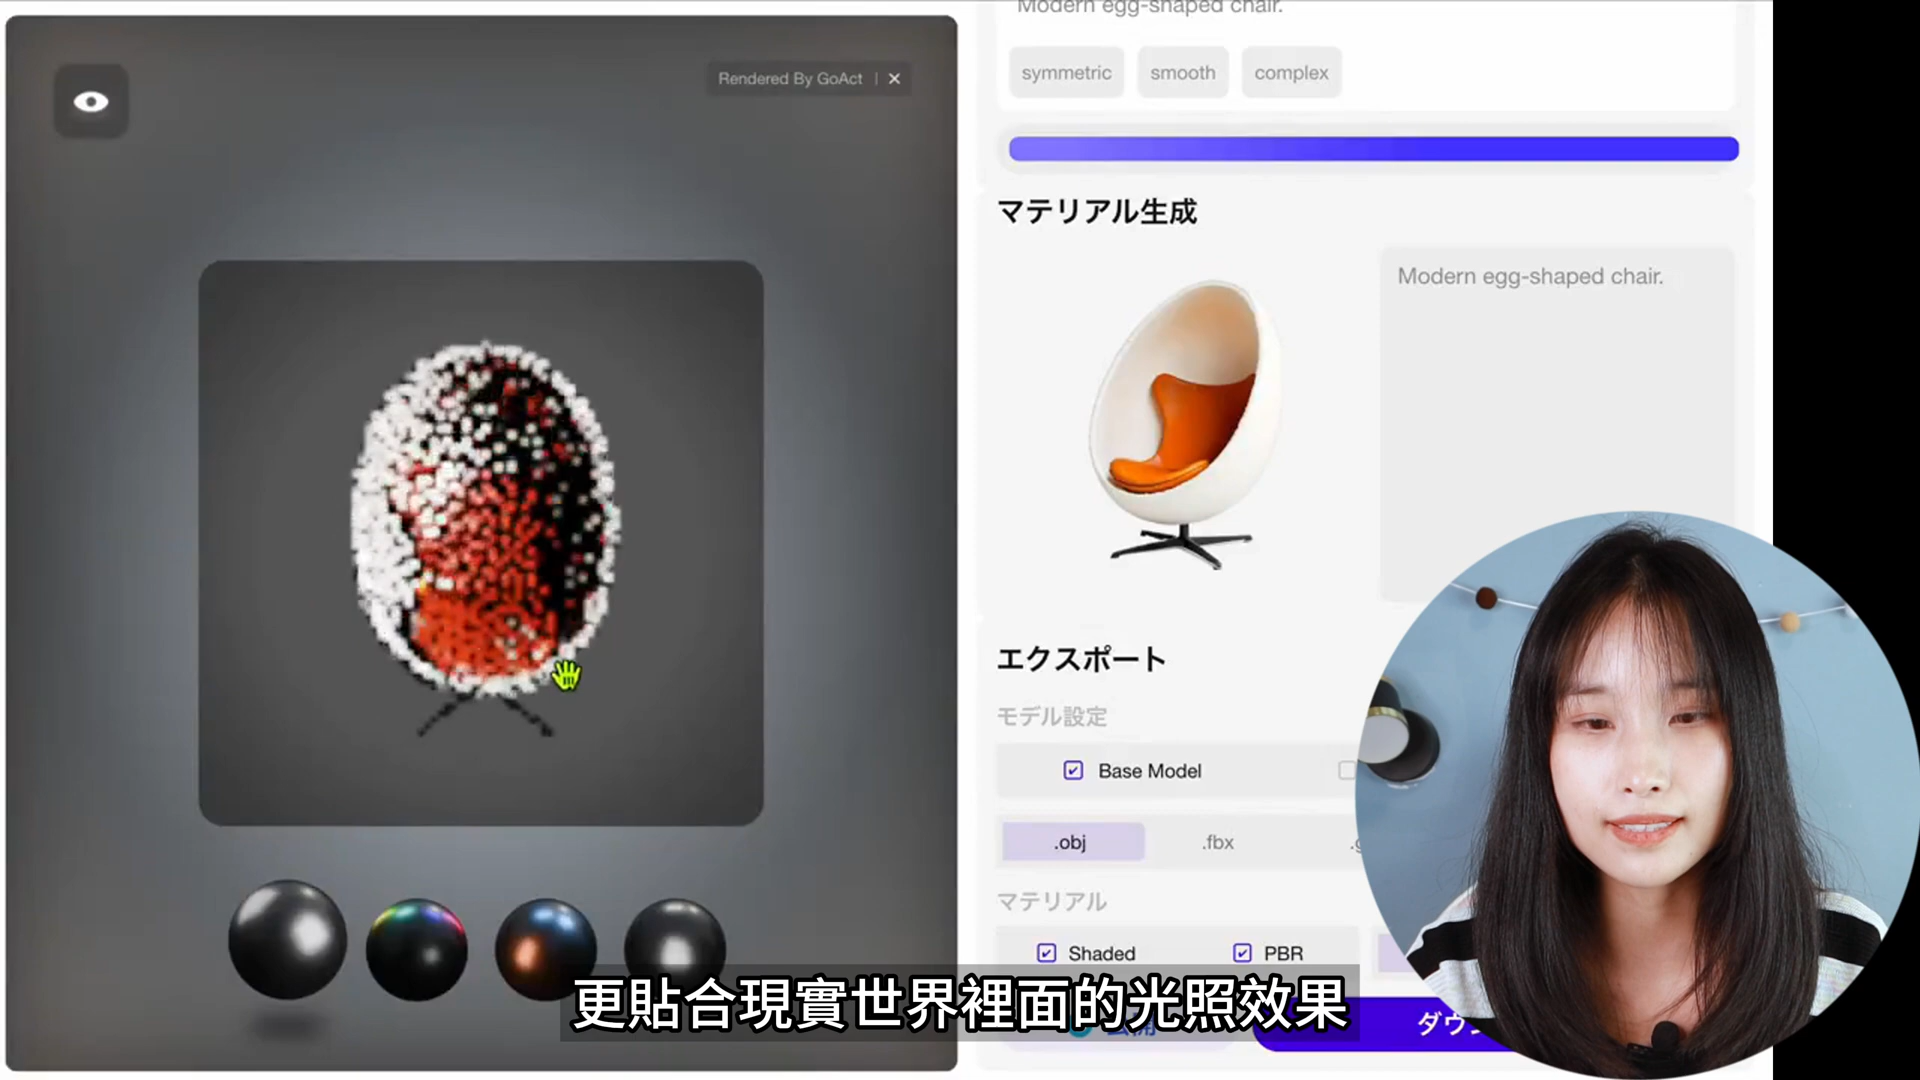 Rendered By GoAct | ×
Modern egg-shaped chair.
symmetric
smooth
complex
マテリアル生成
Modern egg-shaped chair.
エクスポート
モデル設定
Base Model
.obj
.fbx
マテリアル
Shaded
PBR
更貼合現實世界裡面的光照效果